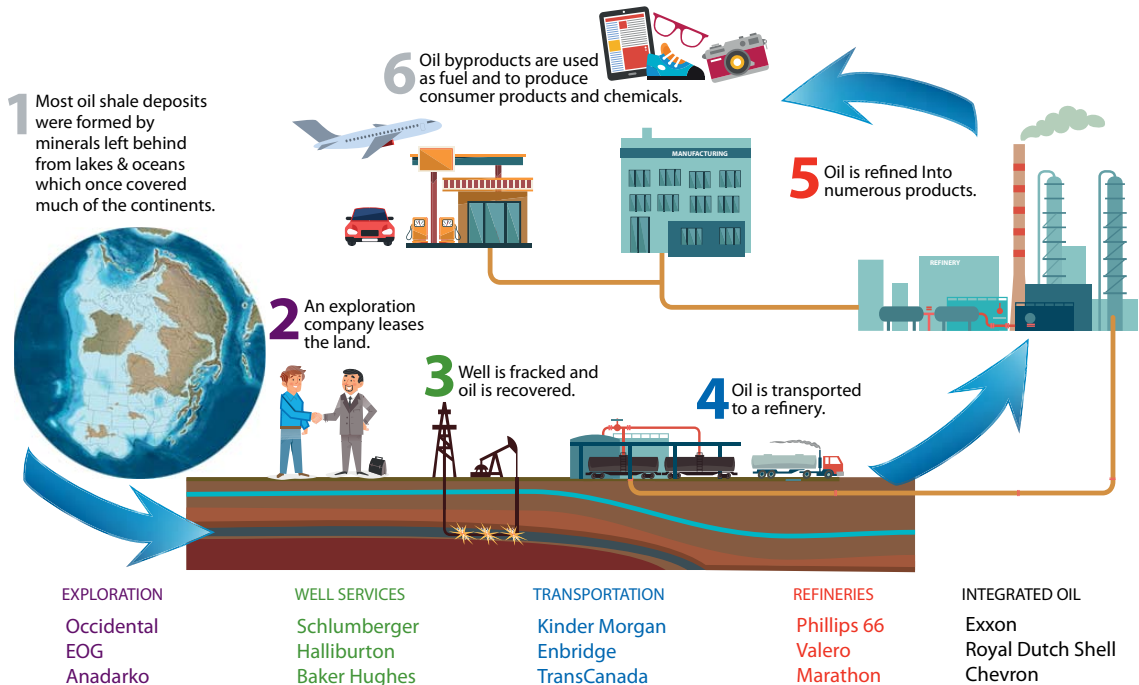 1 Most oil shale deposits
were formed by
minerals left behind
from lakes & oceans
which once covered
much of the continents.
2 An exploration
company leases
the land.
3 Well is fracked and
oil is recovered.
4 Oil is transported
to a refinery.
5 Oil is refined Into
numerous products.
6 Oil byproducts are used
as fuel and to produce
consumer products and chemicals.
MANUFACTURING
REFINERY
EXPLORATION
Occidental
EOG
Anadarko
WELL SERVICES
Schlumberger
Halliburton
Baker Hughes
TRANSPORTATION
Kinder Morgan
Enbridge
TransCanada
REFINERIES
Phillips 66
Valero
Marathon
INTEGRATED OIL
Exxon
Royal Dutch Shell
Chevron